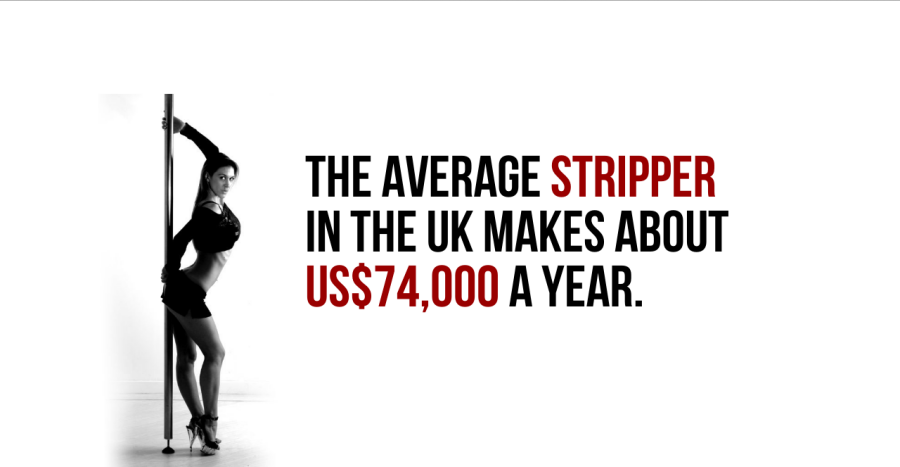 THE AVERAGE STRIPPER
IN THE UK MAKES ABOUT
US$74,000 A YEAR.